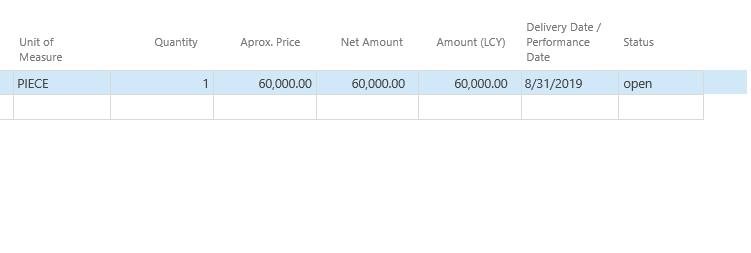 Unit of
Measure
Quantity
Aprox. Price
Net Amount
Amount (LCY)
Delivery Date /
Performance
Date
Status
PIECE 1 60,000.00 60,000.00 60,000.00 8/31/2019 open